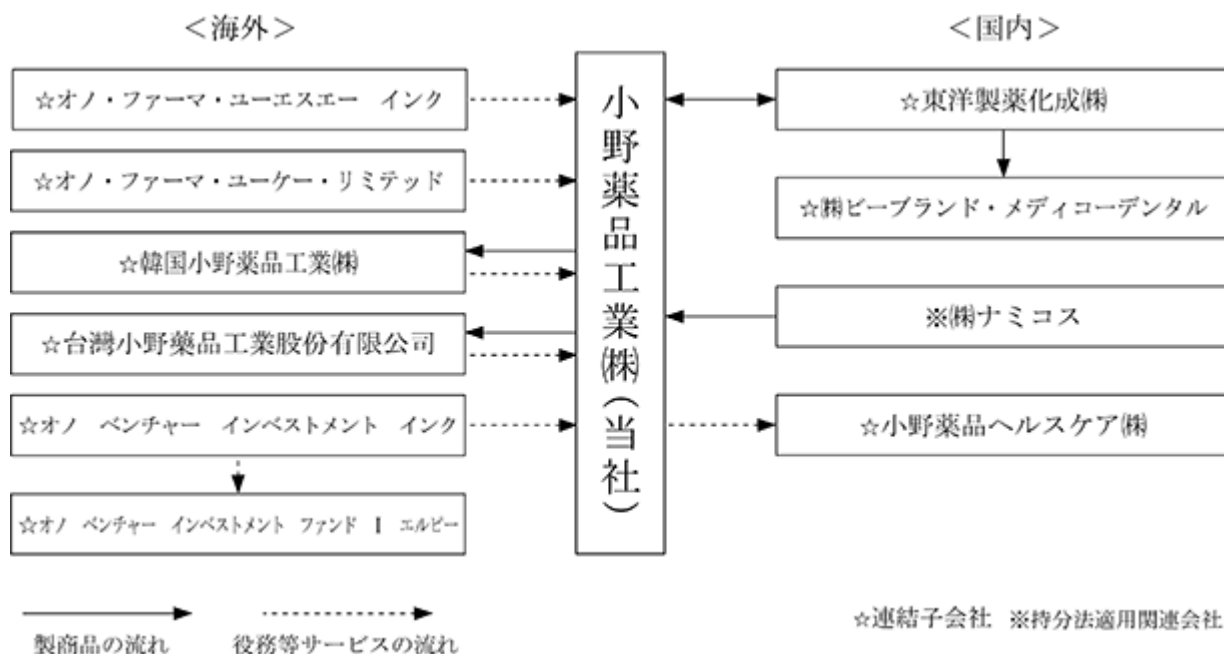 ＜海外＞
☆オノ・ファーマ・ユーエスエー　インク
☆オノ・ファーマ・ユーケー・リミテッド
☆韓国小野薬品工業㈱
☆台灣小野藥品工業股份有限公司
☆オノ　ベンチャー　インベストメント　インク
☆オノ　ベンチャー　インベストメント　ファンド　Ⅰ　エルピー
小野薬品工業㈱（当社）
＜国内＞
☆東洋製薬化成㈱
☆㈱ビーブランド・メディコーデンタル
※㈱ナミコス
☆小野薬品ヘルスケア㈱
製商品の流れ
役務等サービスの流れ
☆連結子会社　※持分法適用関連会社